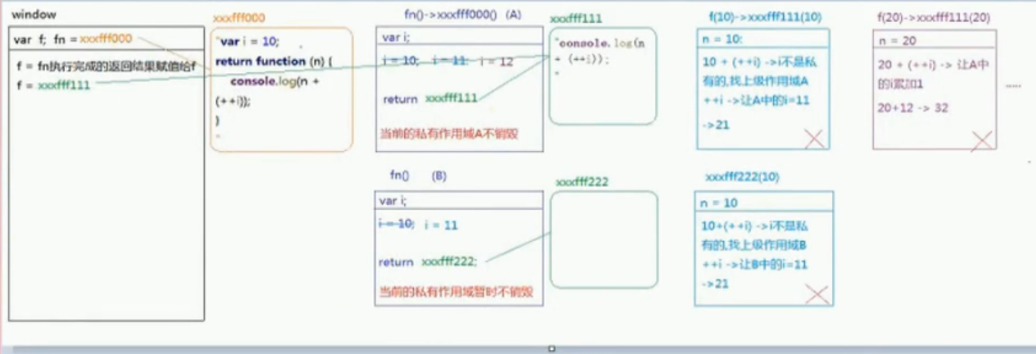 window
var f; fn = xxxfff000
f = fn执行完成的返回结果赋值给f
f = xxxfff111
xxxfff000
"var i = 10;
return function (n) {
console.log(n +
(++i));
}
"
fn()->xxxfff000() (A)
var i;
i = 10; i = 11 i = 12
return xxxfff111
当前的私有作用域A不销毁
xxxfff111
"console.log(n
+ (++i));
"
f(10)->xxxfff111(10)
n = 10:
10 + (++i) ->i不是私
有的,找上级作用域A
++i ->让A中的i=11
->21
f(20)->xxxfff111(20)
n = 20
20 + (++i) -> 让A中
的i累加1
20+12 -> 32
......
fn() (B)
var i;
i = 10; i = 11
return xxxfff222;
当前的私有作用域暂时不销毁
xxxfff222
xxxfff222(10)
n = 10
10+(++i) ->i不是私
有的,找上级作用域B
++i ->让B中的i=11
->21